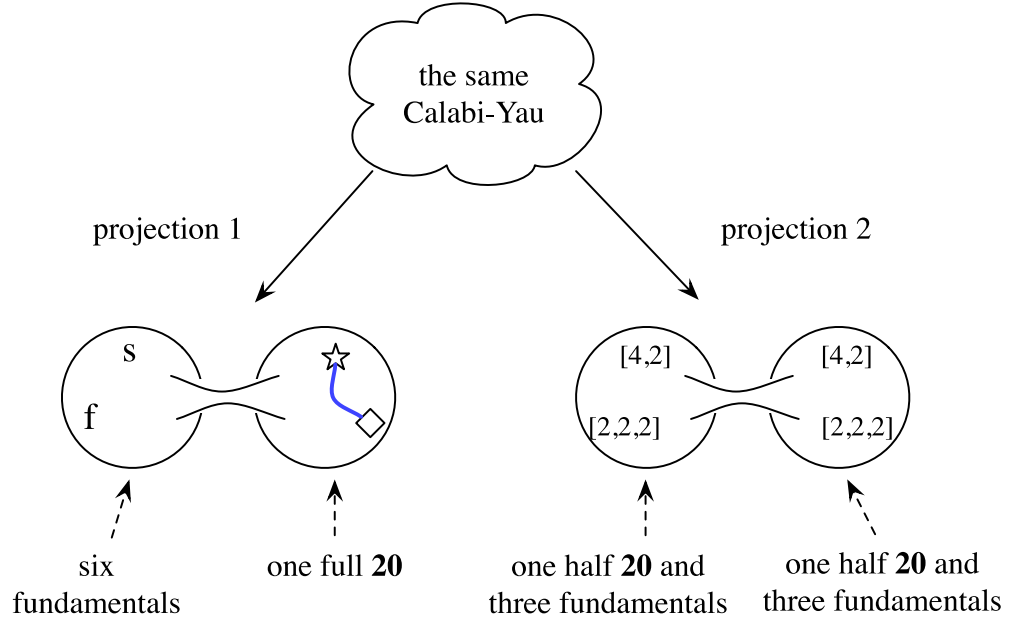 the same
Calabi-Yau
projection 1
projection 2
s
f
[4,2]
[2,2,2]
[4,2]
[2,2,2]
six
fundamentals
one full 20
one half 20 and
three fundamentals
one half 20 and
three fundamentals